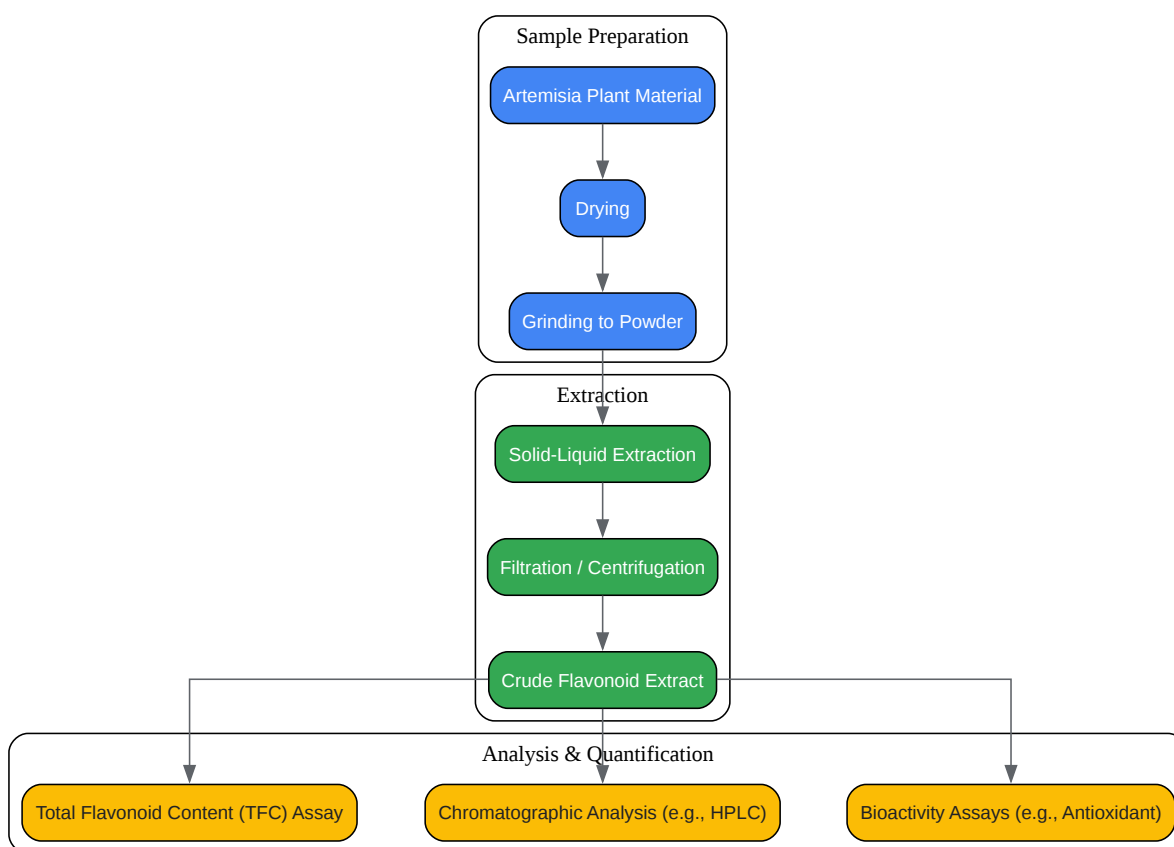 Sample Preparation
Artemisia Plant Material
Drying
Grinding to Powder
Extraction
Solid-Liquid Extraction
Filtration / Centrifugation
Crude Flavonoid Extract
Analysis & Quantification
Total Flavonoid Content (TFC) Assay
Chromatographic Analysis (e.g., HPLC)
Bioactivity Assays (e.g., Antioxidant)